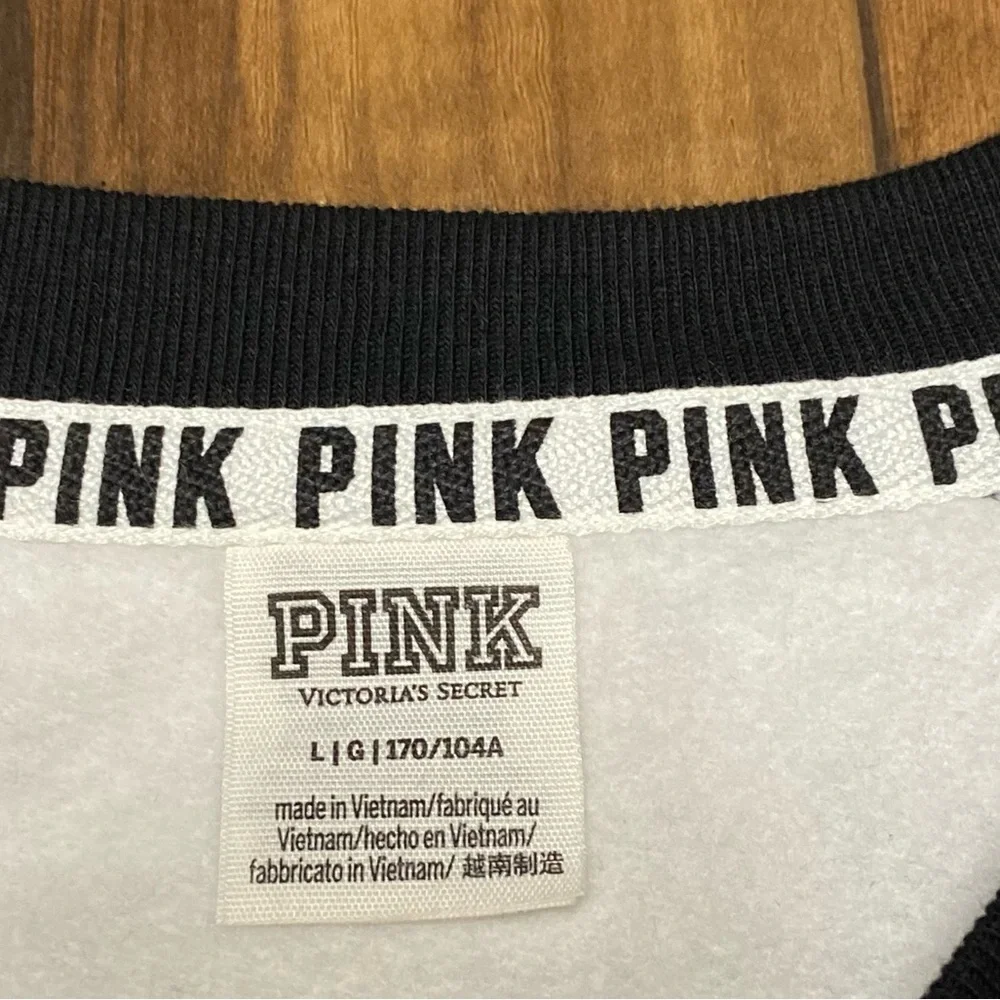 PINK PINK PINK P
PINK
VICTORIA'S SECRET
L | G | 170/104A
made in Vietnam/fabriqué au
Vietnam/hecho en Vietnam/
fabbricato in Vietnam/ 越南制造